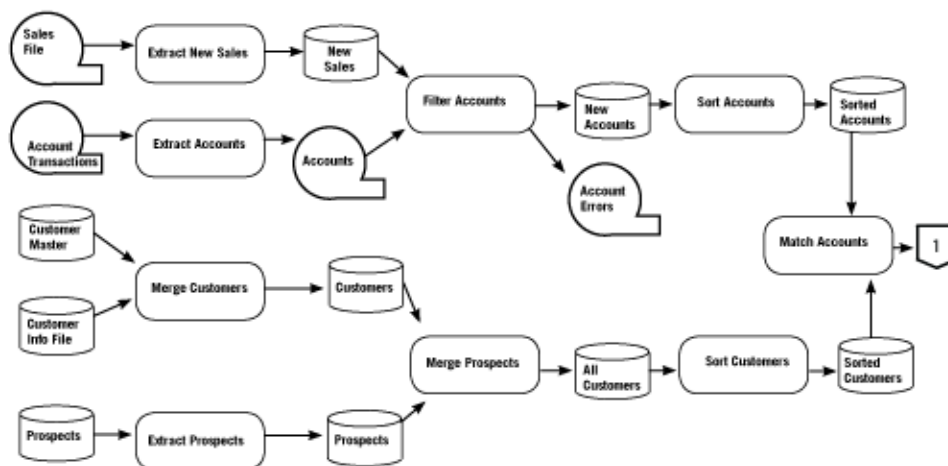 Sales
File
Extract New Sales
New
Sales
Filter Accounts
New
Accounts
Sort Accounts
Sorted
Accounts
Account
Transactions
Extract Accounts
Accounts
Account
Errors
Customer
Master
Match Accounts
1
Merge Customers
Customers
Customer
Info File
Merge Prospects
All
Customers
Sort Customers
Sorted
Customers
Prospects
Extract Prospects
Prospects